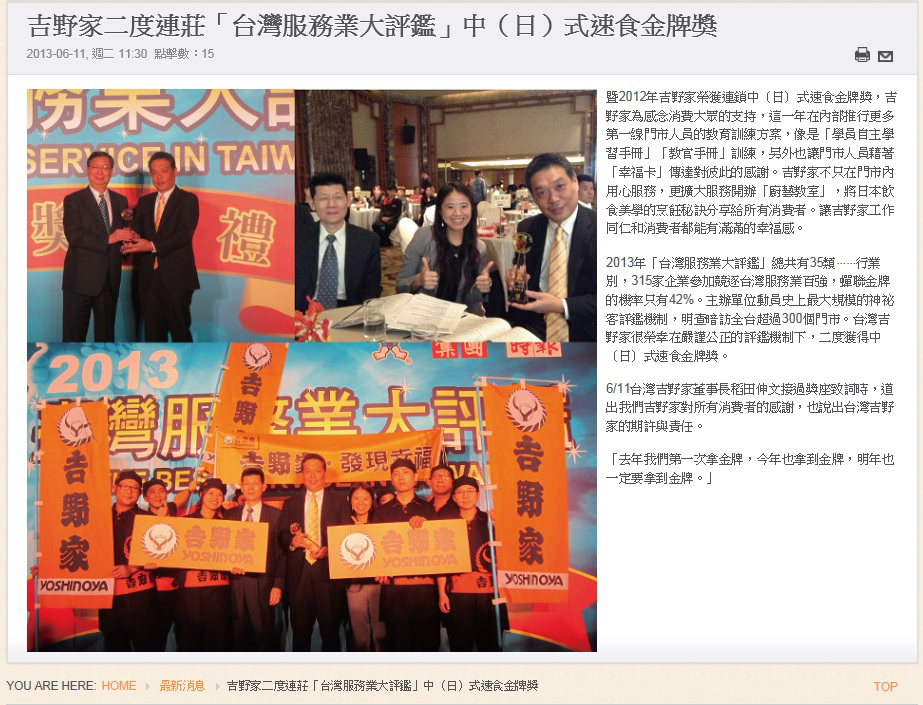 吉野家二度連莊「台灣服務業大評鑑」中（日）式速食金牌獎
2013-06-11, 週二 11:30 點擊數：15
務業大評
SERVICE IN TAIW
獎
禮
暨2012年吉野家榮獲連鎖中〔日〕式速食金牌獎，吉
野家為感念消費大眾的支持，這一年在內部推行更多
第一線門市人員的教育訓練方案，像是「學員自主學
習手冊」「教官手冊」訓練，另外也讓門市人員藉著
「幸福卡」傳達對彼此的感謝。吉野家不只在門市內
用心服務，更擴大服務開辦「廚藝教室」，將日本飲
食美學的烹飪秘訣分享給所有消費者。讓吉野家工作
同仁和消費者都能有滿滿的幸福感。
2013年「台灣服務業大評鑑」總共有35類……行業
別，315家企業參加競逐台灣服務業百強，蟬聯金牌
的機率只有42%。主辦單位動員史上最大規模的神祕
客評鑑機制，明查暗訪全台超過300個門市。台灣吉
野家很榮幸在嚴謹公正的評鑑機制下，二度獲得中
〔日〕式速食金牌獎。
6/11台灣吉野家董事長稻田伸文接過獎座致詞時，道
出我們吉野家對所有消費者的感謝，也說出台灣吉野
家的期許與責任。
「去年我們第一次拿金牌，今年也拿到金牌，明年也
一定要拿到金牌。」
集團 時報
2013
灣服務業大評
吉野
吉野家
YOSHINOYA
吉野家·發現幸福
吉野家
YOSHINOYA
吉野家
YOSHINOYA
吉野家
YOSHINOYA
YOU ARE HERE: HOME 最新消息 吉野家二度連莊「台灣服務業大評鑑」中（日）式速食金牌獎 TOP